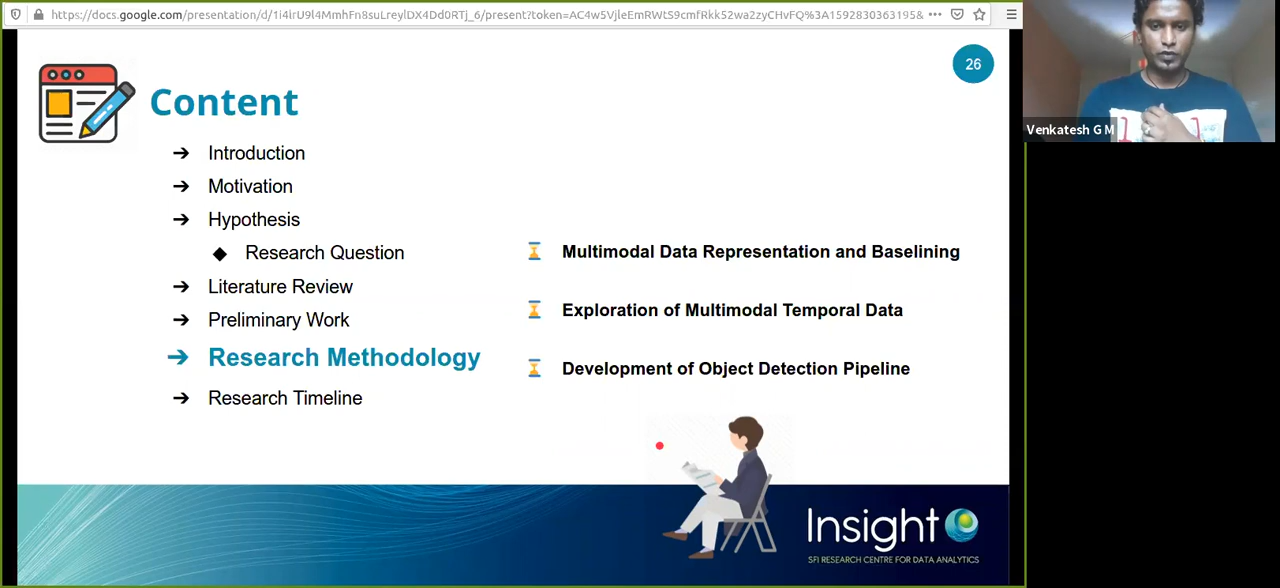 https://docs.google.com/presentation/d/1i4lrU9l4MmhFn8suLreylDX4Dd0RTj_6/present?token=AC4w5VjleEmRWtS9cmfRkk52wa2zyCHvFQ%3A1592830363195&
26
Content
Introduction
Motivation
Hypothesis
Research Question
Literature Review
Preliminary Work
Research Methodology
Research Timeline
Multimodal Data Representation and Baselining
Exploration of Multimodal Temporal Data
Development of Object Detection Pipeline
Insight
SFI RESEARCH CENTRE FOR DATA ANALYTICS
Venkatesh G M